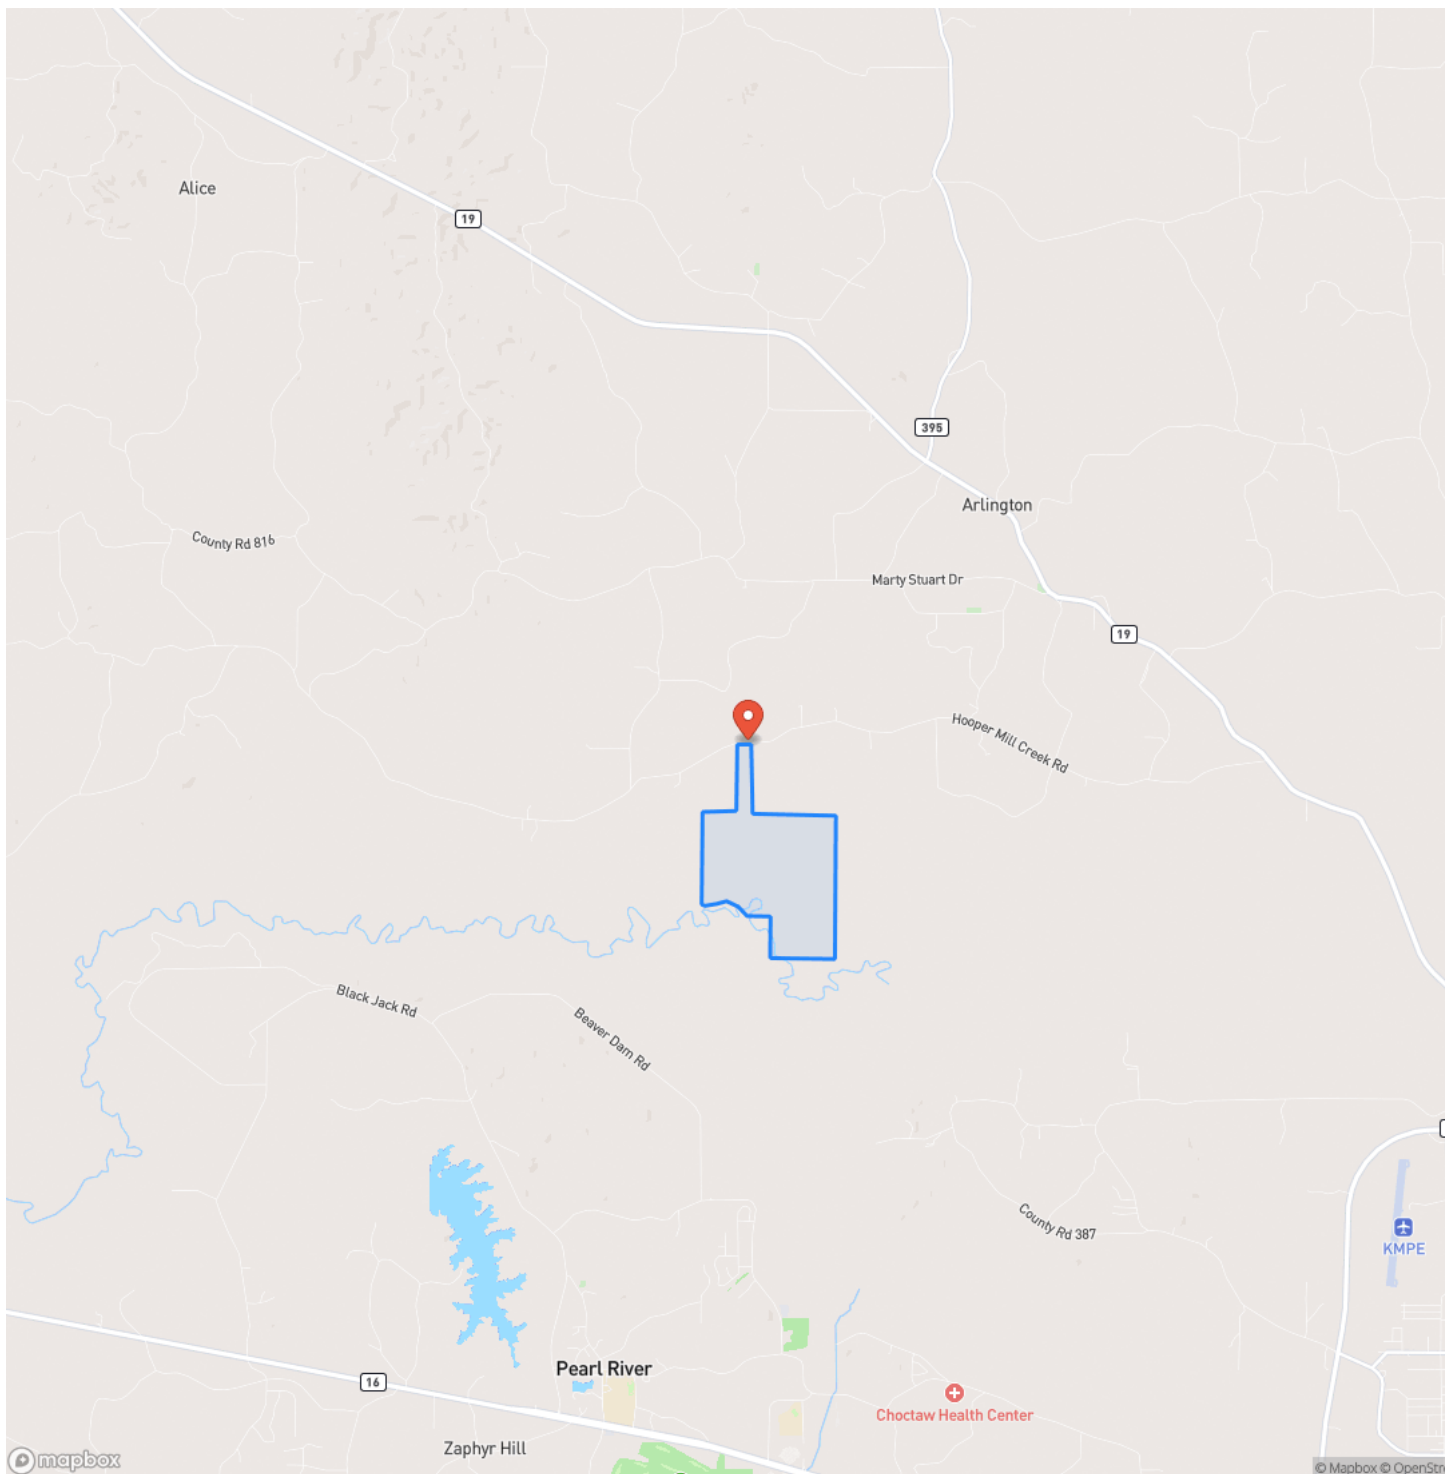 Alice
19
395
Arlington
County Rd 816
Marty Stuart Dr
19
Hooper Mill Creek Rd
Black Jack Rd
Beaver Dam Rd
County Rd 387
KMPE
Pearl River
16
Choctaw Health Center
Zaphyr Hill
mapbox
© Mapbox © OpenStre